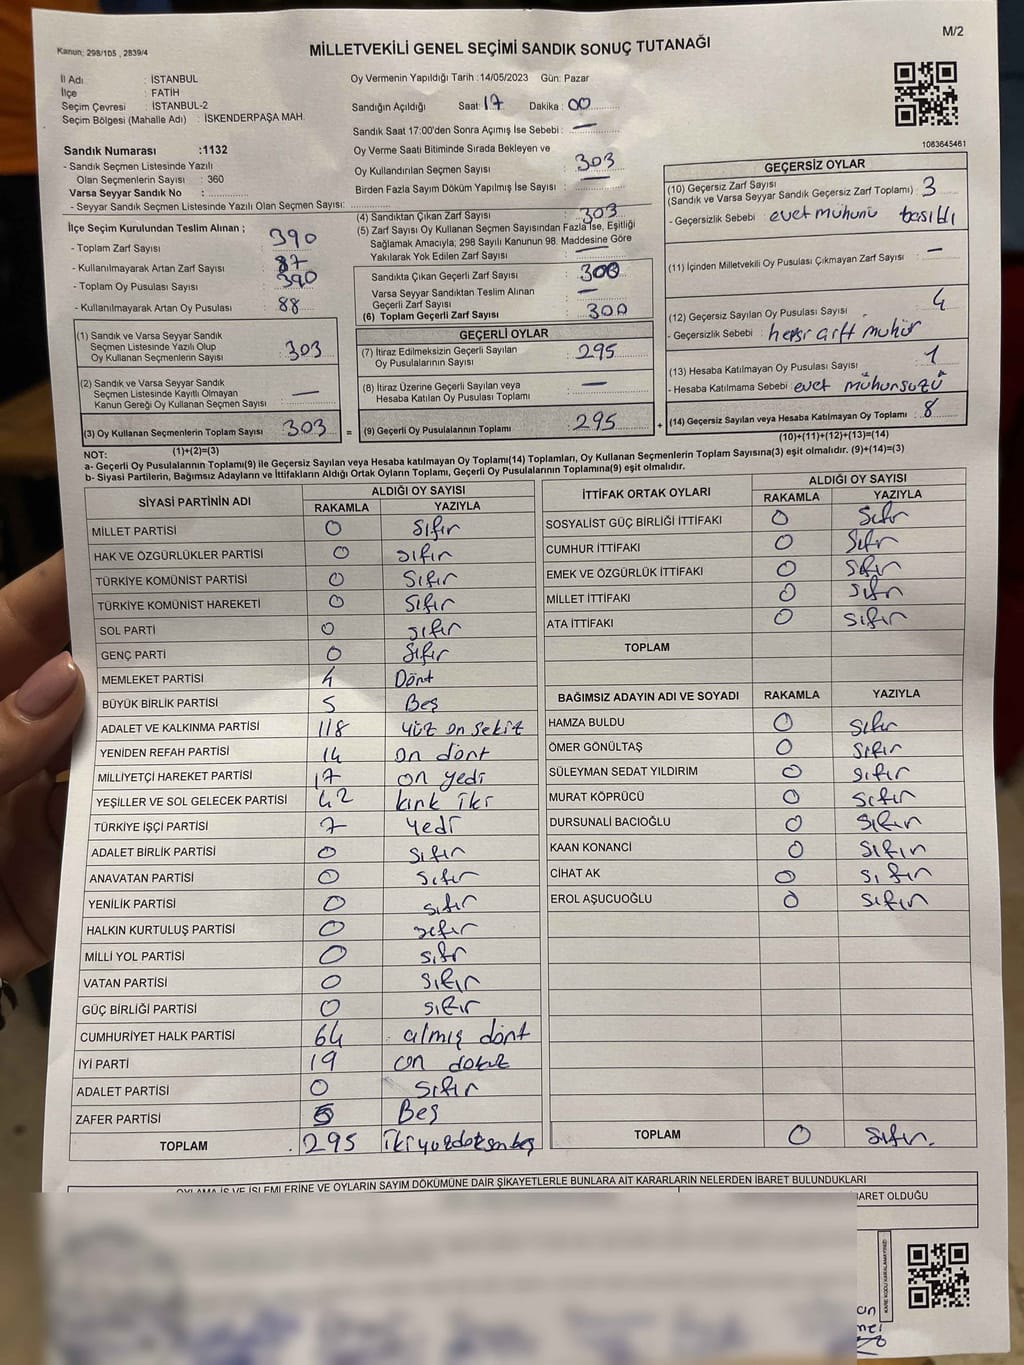 Kanun: 298/105 , 2839/4
MİLLETVEKİLİ GENEL SEÇİMİ SANDIK SONUÇ TUTANAĞI
M/2
İl Adı : İSTANBUL
İlçe : FATİH
Seçim Çevresi : İSTANBUL-2
Seçim Bölgesi (Mahalle Adı) : İSKENDERPAŞA MAH.
Oy Vermenin Yapıldığı Tarih : 14/05/2023 Gün: Pazar
Sandığın Açıldığı Saat: 17 Dakika : 00
Sandık Saat 17:00'den Sonra Açılmış İse Sebebi : —
Sandık Numarası :1132
- Sandık Seçmen Listesinde Yazılı
Olan Seçmenlerin Sayısı : 360
Varsa Seyyar Sandık No :
- Seyyar Sandık Seçmen Listesinde Yazılı Olan Seçmen Sayısı:
Oy Verme Saati Bitiminde Sırada Bekleyen ve
Oy Kullandırılan Seçmen Sayısı : 303
Birden Fazla Sayım Döküm Yapılmış İse Sayısı : —
1063645461
İlçe Seçim Kurulundan Teslim Alınan ;
- Toplam Zarf Sayısı : 390
- Kullanılmayarak Artan Zarf Sayısı : 87
- Toplam Oy Pusulası Sayısı : 390
- Kullanılmayarak Artan Oy Pusulası : 88
(4) Sandıktan Çıkan Zarf Sayısı : 303
(5) Zarf Sayısı Oy Kullanan Seçmen Sayısından Fazla İse, Eşitliği
Sağlamak Amacıyla; 298 Sayılı Kanunun 98. Maddesine Göre
Yakılarak Yok Edilen Zarf Sayısı : —
Sandıkta Çıkan Geçerli Zarf Sayısı : 300
Varsa Seyyar Sandıktan Teslim Alınan
Geçerli Zarf Sayısı : —
(6) Toplam Geçerli Zarf Sayısı : 300
GEÇERSİZ OYLAR
(10) Geçersiz Zarf Sayısı
(Sandık ve Varsa Seyyar Sandık Geçersiz Zarf Toplamı) : 3
- Geçersizlik Sebebi : evet mühürü basıldı
(11) İçinden Milletvekili Oy Pusulası Çıkmayan Zarf Sayısı : —
(12) Geçersiz Sayılan Oy Pusulası Sayısı : 4
- Geçersizlik Sebebi : hepsi çift mühür
(13) Hesaba Katılmayan Oy Pusulası Sayısı : 1
- Hesaba Katılmama Sebebi : evet mühürsüzü
(14) Geçersiz Sayılan veya Hesaba Katılmayan Oy Toplamı : 8
(10)+(11)+(12)+(13)=(14)
(1) Sandık ve Varsa Seyyar Sandık
Seçmen Listesinde Yazılı Olup
Oy Kullanan Seçmenlerin Sayısı : 303
(2) Sandık ve Varsa Seyyar Sandık
Seçmen Listesinde Kayıtlı Olmayan
Kanun Gereği Oy Kullanan Seçmen Sayısı : —
(3) Oy Kullanan Seçmenlerin Toplam Sayısı : 303 =
(1)+(2)=(3)
GEÇERLİ OYLAR
(7) İtiraz Edilmeksizin Geçerli Sayılan
Oy Pusulalarının Sayısı : 295
(8) İtiraz Üzerine Geçerli Sayılan veya
Hesaba Katılan Oy Pusulası Toplamı : —
(9) Geçerli Oy Pusulalarının Toplamı : 295 +
NOT:
a- Geçerli Oy Pusulalarının Toplamı(9) ile Geçersiz Sayılan veya Hesaba katılmayan Oy Toplamı(14) Toplamları, Oy Kullanan Seçmenlerin Toplam Sayısına(3) eşit olmalıdır. (9)+(14)=(3)
b- Siyasi Partilerin, Bağımsız Adayların ve İttifakların Aldığı Ortak Oyların Toplamı, Geçerli Oy Pusulalarının Toplamına(9) eşit olmalıdır.
SİYASİ PARTİNİN ADI ALDIĞI OY SAYISI
RAKAMLA YAZIYLA
MİLLET PARTİSİ 0 Sıfır
HAK VE ÖZGÜRLÜKLER PARTİSİ 0 sıfır
TÜRKİYE KOMÜNİST PARTİSİ 0 Sıfır
TÜRKİYE KOMÜNİST HAREKETİ 0 Sıfır
SOL PARTİ 0 sıfır
GENÇ PARTİ 0 Sıfır
MEMLEKET PARTİSİ 4 Dört
BÜYÜK BİRLİK PARTİSİ 5 Beş
ADALET VE KALKINMA PARTİSİ 118 yüz on sekiz
YENİDEN REFAH PARTİSİ 14 on dört
MİLLİYETÇİ HAREKET PARTİSİ 17 on yedi
YEŞİLLER VE SOL GELECEK PARTİSİ 42 kırk iki
TÜRKİYE İŞÇİ PARTİSİ 7 yedi
ADALET BİRLİK PARTİSİ 0 sıfır
ANAVATAN PARTİSİ 0 sıfır
YENİLİK PARTİSİ 0 sıfır
HALKIN KURTULUŞ PARTİSİ 0 sıfır
MİLLİ YOL PARTİSİ 0 sıfır
VATAN PARTİSİ 0 sıfır
GÜÇ BİRLİĞİ PARTİSİ 0 sıfır
CUMHURİYET HALK PARTİSİ 64 altmış dört
İYİ PARTİ 19 on dokuz
ADALET PARTİSİ 0 sıfır
ZAFER PARTİSİ 5 Beş
TOPLAM 295 ikiyüzdoksanbeş
İTTİFAK ORTAK OYLARI ALDIĞI OY SAYISI
RAKAMLA YAZIYLA
SOSYALİST GÜÇ BİRLİĞİ İTTİFAKI 0 Sıfır
CUMHUR İTTİFAKI 0 Sıfır
EMEK VE ÖZGÜRLÜK İTTİFAKI 0 sıfır
MİLLET İTTİFAKI 0 sıfır
ATA İTTİFAKI 0 sıfır
TOPLAM
BAĞIMSIZ ADAYIN ADI VE SOYADI RAKAMLA YAZIYLA
HAMZA BULDU 0 sıfır
ÖMER GÖNÜLTAŞ 0 sıfır
SÜLEYMAN SEDAT YILDIRIM 0 sıfır
MURAT KÖPRÜCÜ 0 sıfır
DURSUNALİ BACIOĞLU 0 sıfır
KAAN KONANCİ 0 sıfır
CİHAT AK 0 sıfır
EROL AŞUCUOĞLU 0 sıfır
TOPLAM 0 sıfır.
OYLAMA İŞ VE İŞLEMLERİNE VE OYLARIN SAYIM DÖKÜMÜNE DAİR ŞİKAYETLERLE BUNLARA AİT KARARLARIN NELERDEN İBARET BULUNDUKLARI
BARET OLDUĞU
KARE KODU KARALAMAYINIZ!